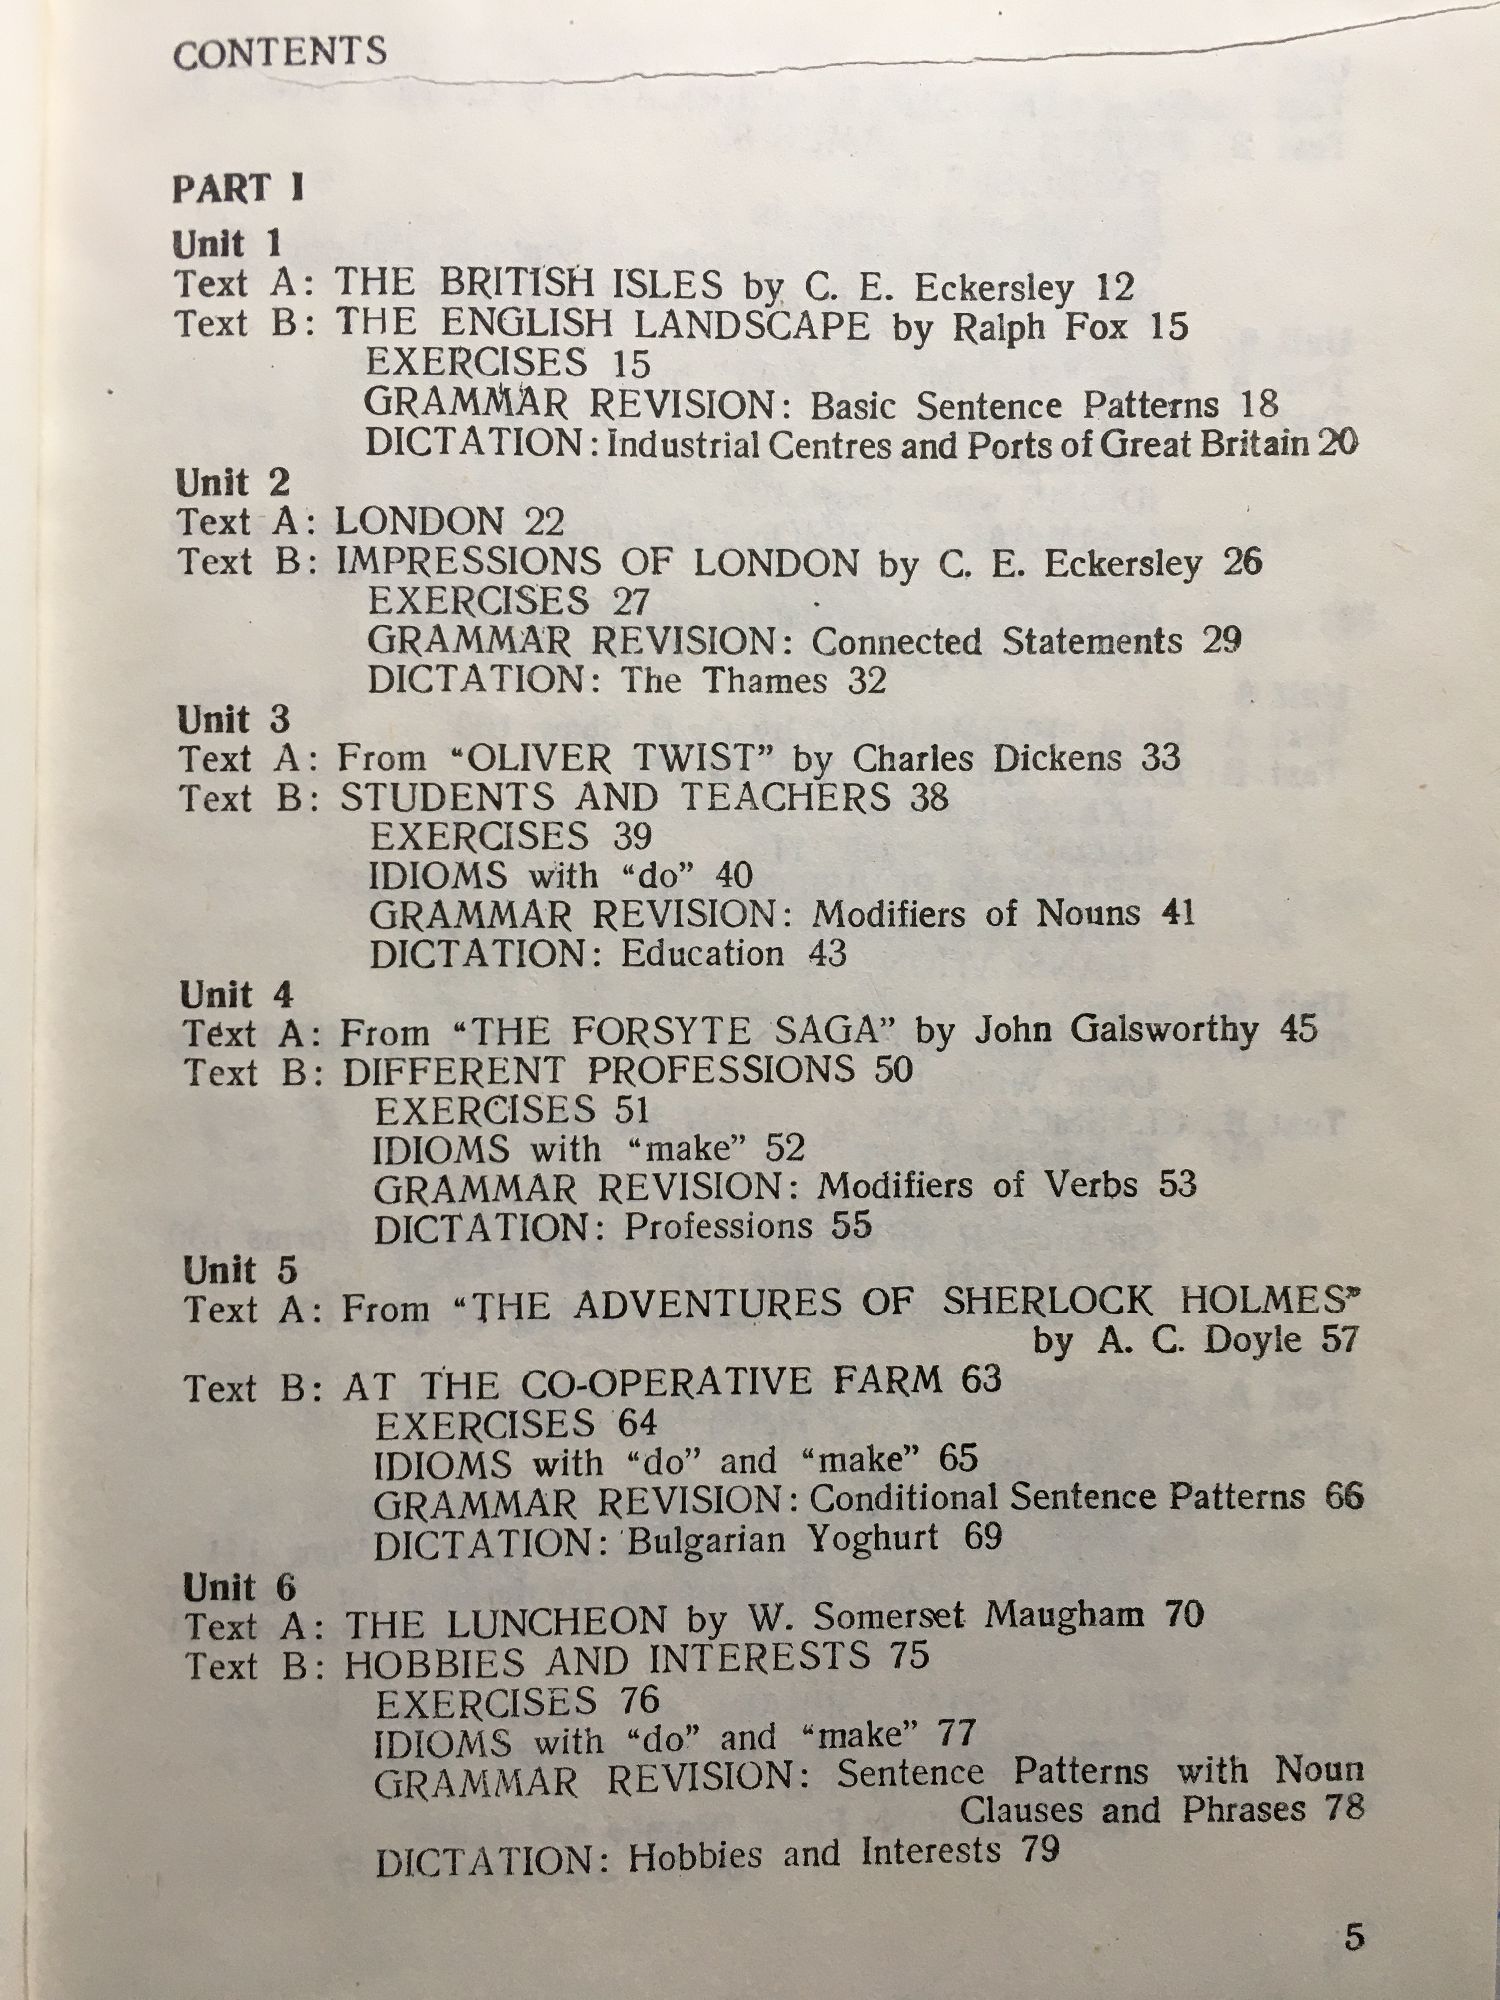 CONTENTS
PART I
Unit 1
Text A: THE BRITISH ISLES by C. E. Eckersley 12
Text B: THE ENGLISH LANDSCAPE by Ralph Fox 15
EXERCISES 15
GRAMMAR REVISION: Basic Sentence Patterns 18
DICTATION: Industrial Centres and Ports of Great Britain 20
Unit 2
Text A: LONDON 22
Text B: IMPRESSIONS OF LONDON by C. E. Eckersley 26
EXERCISES 27
GRAMMAR REVISION: Connected Statements 29
DICTATION: The Thames 32
Unit 3
Text A: From “OLIVER TWIST” by Charles Dickens 33
Text B: STUDENTS AND TEACHERS 38
EXERCISES 39
IDIOMS with “do” 40
GRAMMAR REVISION: Modifiers of Nouns 41
DICTATION: Education 43
Unit 4
Text A: From “THE FORSYTE SAGA” by John Galsworthy 45
Text B: DIFFERENT PROFESSIONS 50
EXERCISES 51
IDIOMS with “make” 52
GRAMMAR REVISION: Modifiers of Verbs 53
DICTATION: Professions 55
Unit 5
Text A: From “THE ADVENTURES OF SHERLOCK HOLMES”
by A. C. Doyle 57
Text B: AT THE CO-OPERATIVE FARM 63
EXERCISES 64
IDIOMS with “do” and “make” 65
GRAMMAR REVISION: Conditional Sentence Patterns 66
DICTATION: Bulgarian Yoghurt 69
Unit 6
Text A: THE LUNCHEON by W. Somerset Maugham 70
Text B: HOBBIES AND INTERESTS 75
EXERCISES 76
IDIOMS with “do” and “make” 77
GRAMMAR REVISION: Sentence Patterns with Noun
Clauses and Phrases 78
DICTATION: Hobbies and Interests 79
5